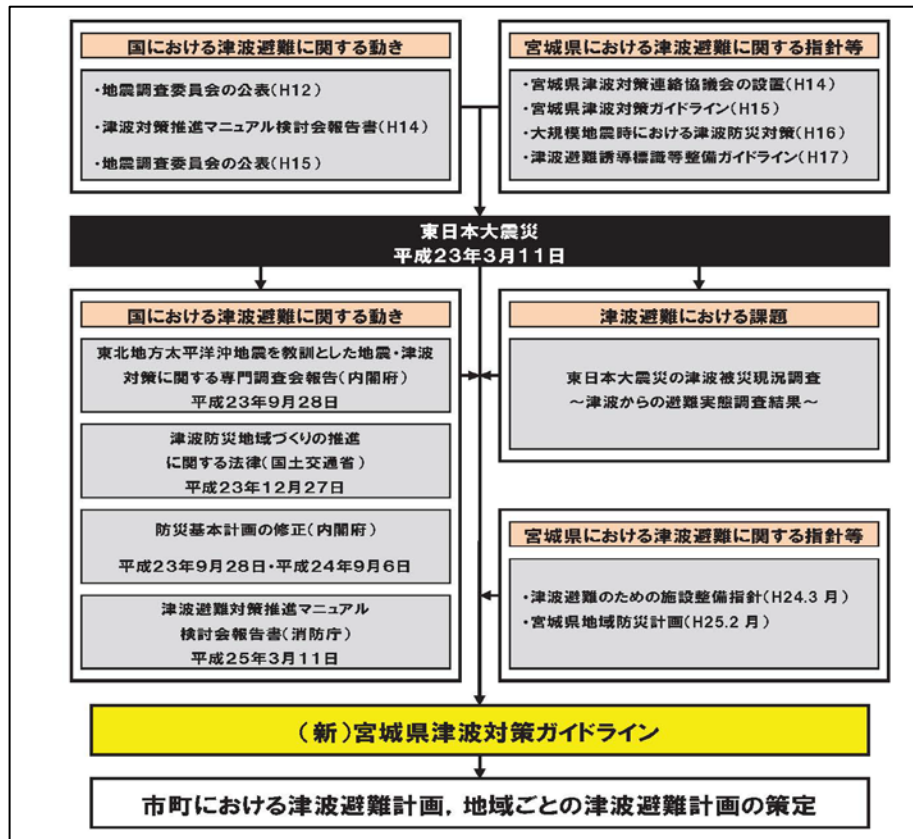 国における津波避難に関する動き
・地震調査委員会の公表(H12)
・津波対策推進マニュアル検討会報告書(H14)
・地震調査委員会の公表(H15)
宮城県における津波避難に関する指針等
・宮城県津波対策連絡協議会の設置(H14)
・宮城県津波対策ガイドライン(H15)
・大規模地震時における津波防災対策(H16)
・津波避難誘導標識等整備ガイドライン(H17)
東日本大震災
平成23年3月11日
国における津波避難に関する動き
東北地方太平洋沖地震を教訓とした地震・津波
対策に関する専門調査会報告(内閣府)
平成23年9月28日
津波防災地域づくりの推進
に関する法律(国土交通省)
平成23年12月27日
防災基本計画の修正(内閣府)
平成23年9月28日・平成24年9月6日
津波避難対策推進マニュアル
検討会報告書(消防庁)
平成25年3月11日
津波避難における課題
東日本大震災の津波被災現況調査
～津波からの避難実態調査結果～
宮城県における津波避難に関する指針等
・津波避難のための施設整備指針(H24.3 月)
・宮城県地域防災計画(H25.2 月)
(新)宮城県津波対策ガイドライン
市町における津波避難計画，地域ごとの津波避難計画の策定